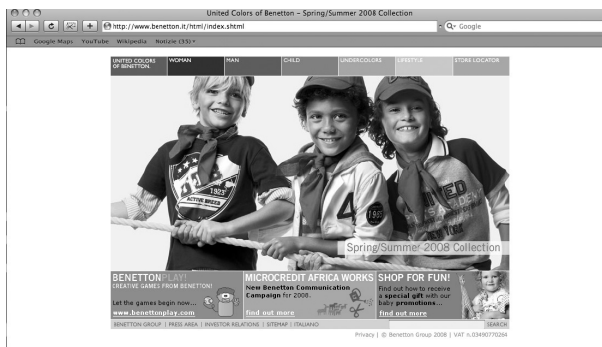 United Colors of Benetton - Spring/Summer 2008 Collection
http://www.benetton.it/html/index.shtml
Google
Google Maps YouTube Wikipedia Notizie (35)
UNITED COLORS OF BENETTON.
WOMAN
MAN
CHILD
UNDERCOLORS
LIFESTYLE
STORE LOCATOR
1923
ACTION BREED
4
1965
UNITED
Spring/Summer 2008 Collection
BENETTONPLAY!
CREATIVE GAMES FROM BENETTON!
Let the games begin now...
www.benettonplay.com
MICROCREDIT AFRICA WORKS
New Benetton Communication
Campaign for 2008.
find out more
SHOP FOR FUN!
Find out how to receive
a special gift with our
baby promotions...
find out more
BENETTON GROUP | PRESS AREA | INVESTOR RELATIONS | SITEMAP | ITALIANO
SEARCH
Privacy | © Benetton Group 2008 | VAT n.03490770264